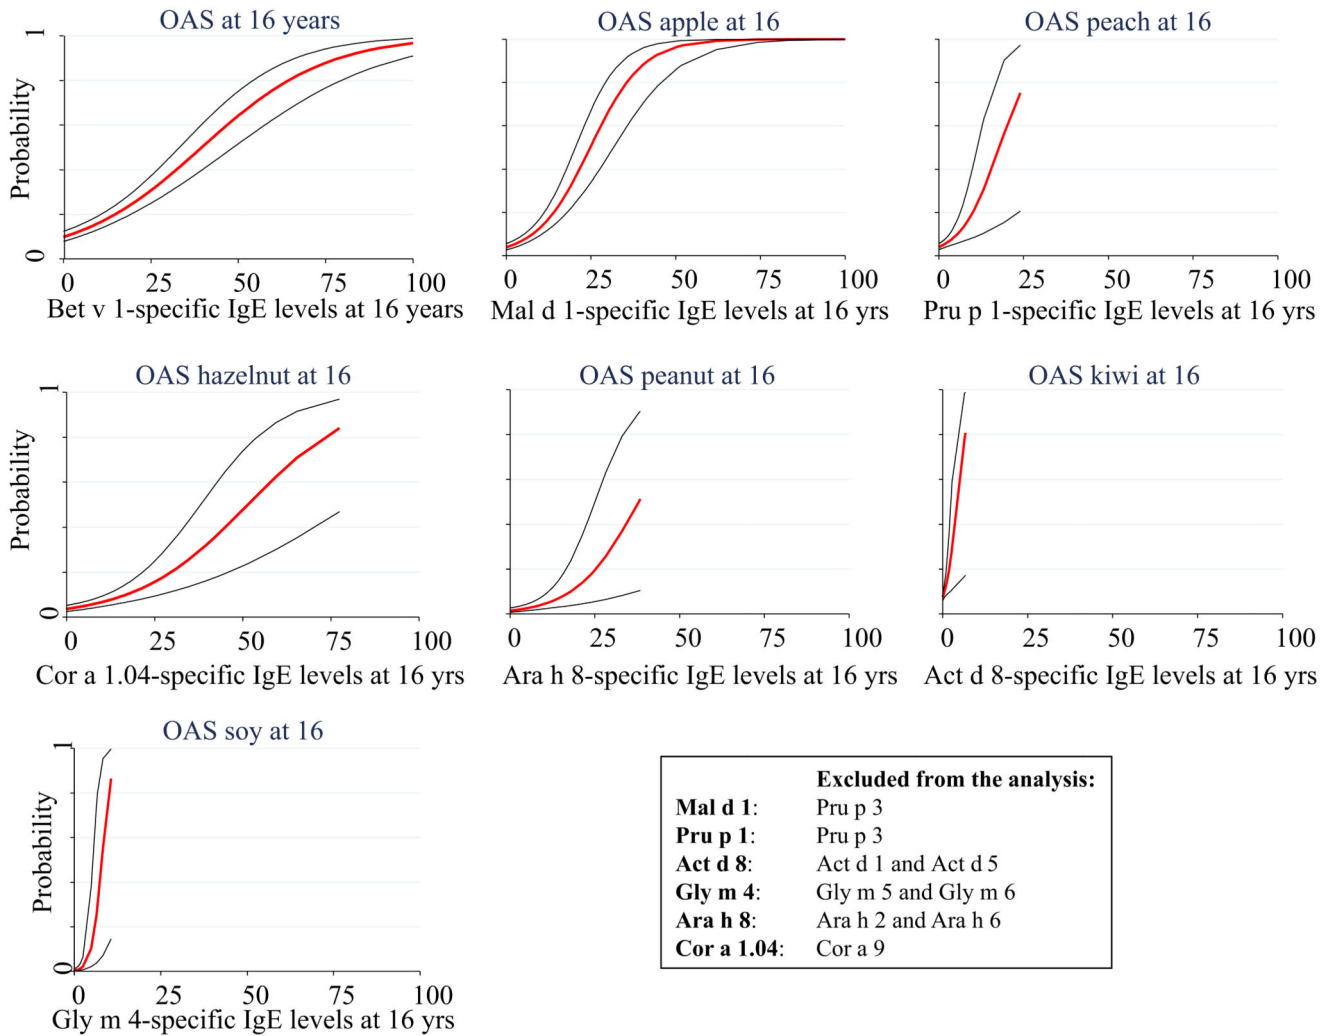 OAS at 16 years
OAS apple at 16
OAS peach at 16
1
Probability
0
0 25 50 75 100
0 25 50 75 100
0 25 50 75 100
Bet v 1-specific IgE levels at 16 years
Mal d 1-specific IgE levels at 16 yrs
Pru p 1-specific IgE levels at 16 yrs
OAS hazelnut at 16
OAS peanut at 16
OAS kiwi at 16
1
Probability
0
0 25 50 75 100
0 25 50 75 100
0 25 50 75 100
Cor a 1.04-specific IgE levels at 16 yrs
Ara h 8-specific IgE levels at 16 yrs
Act d 8-specific IgE levels at 16 yrs
OAS soy at 16
1
Probability
0
0 25 50 75 100
Gly m 4-specific IgE levels at 16 yrs
Excluded from the analysis:
Mal d 1: Pru p 3
Pru p 1: Pru p 3
Act d 8: Act d 1 and Act d 5
Gly m 4: Gly m 5 and Gly m 6
Ara h 8: Ara h 2 and Ara h 6
Cor a 1.04: Cor a 9